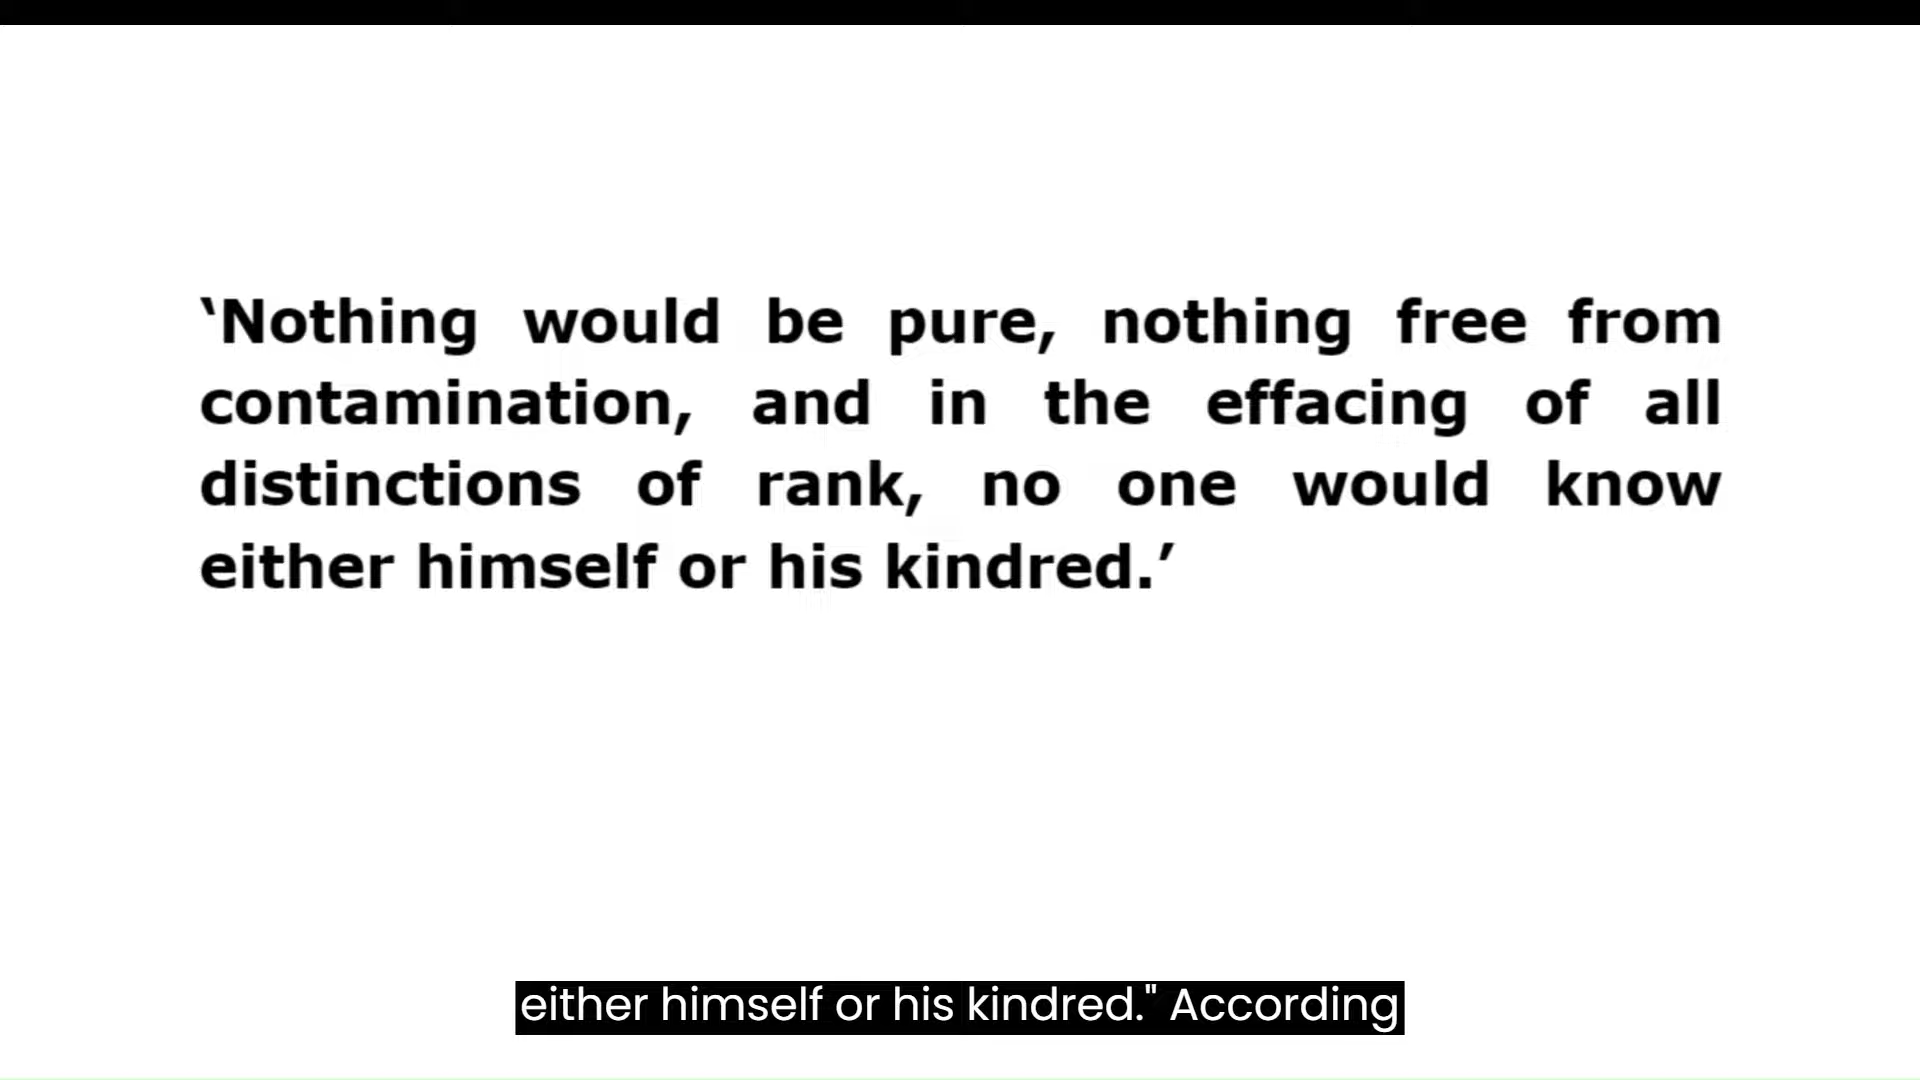 ‘Nothing would be pure, nothing free from
contamination, and in the effacing of all
distinctions of rank, no one would know
either himself or his kindred.’
either himself or his kindred." According